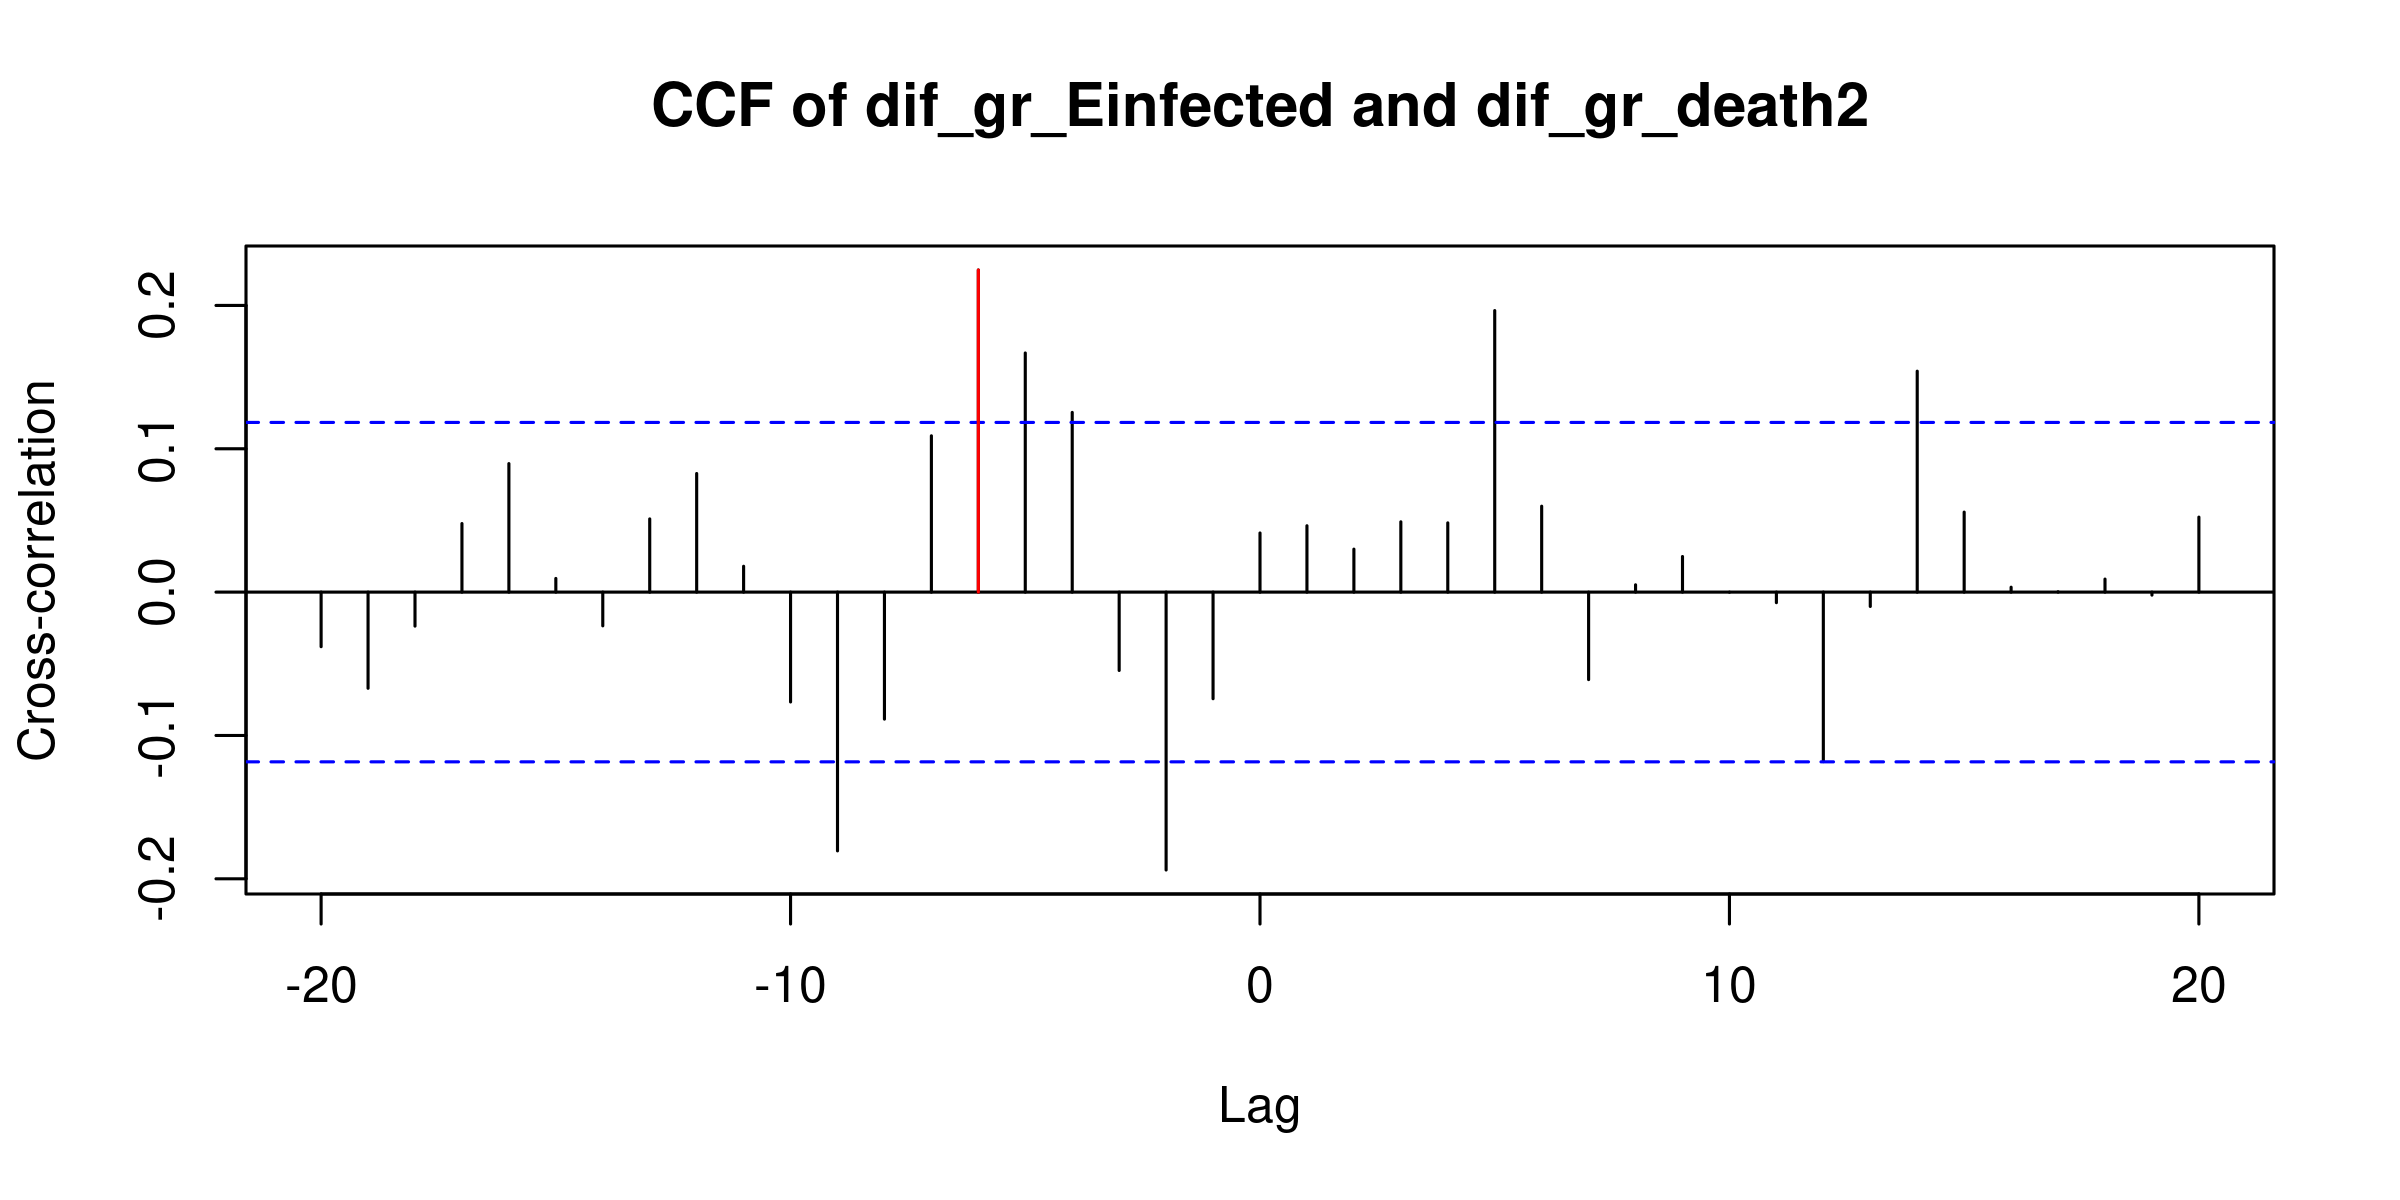 CCF of dif_gr_Einfected and dif_gr_death2
Cross-correlation
0.2
0.1
0.0
-0.1
-0.2
-20 -10 0 10 20
Lag